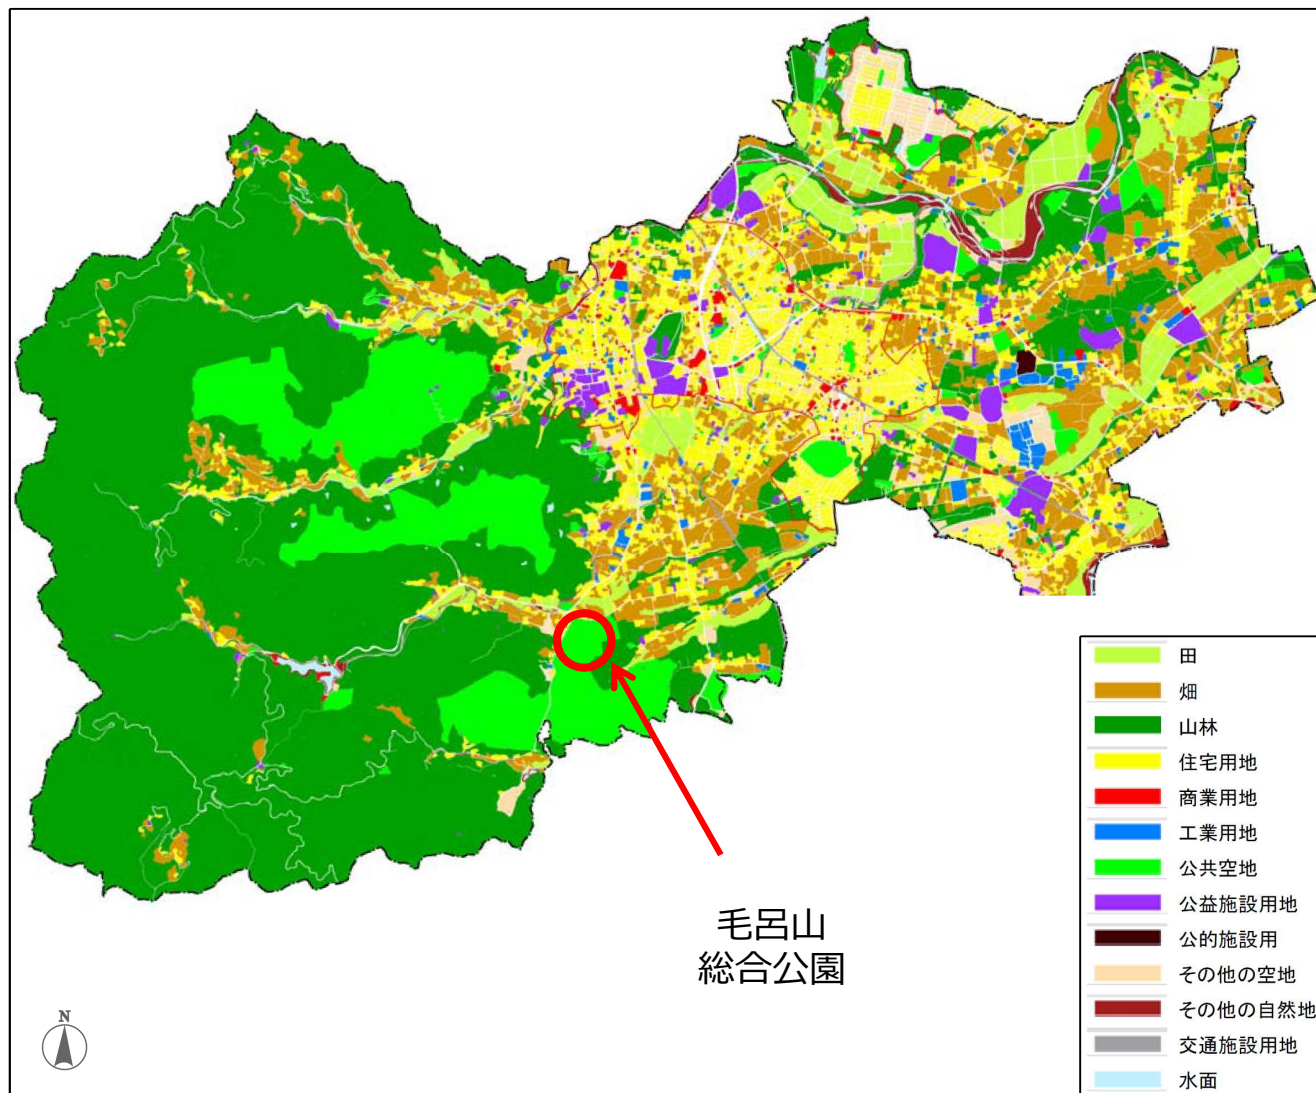 田
畑
山林
住宅用地
商業用地
工業用地
公共空地
公益施設用地
公的施設用
その他の空地
その他の自然地
交通施設用地
水面
毛呂山
総合公園
N